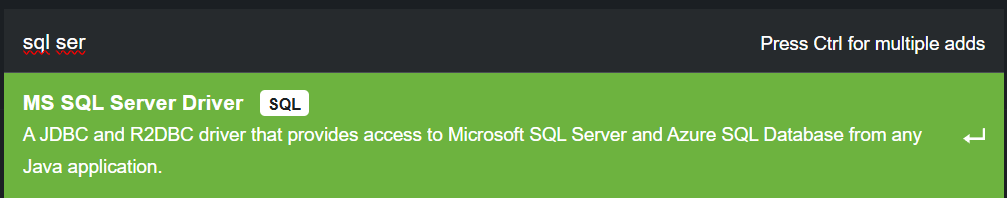 sql ser
Press Ctrl for multiple adds
MS SQL Server Driver SQL
A JDBC and R2DBC driver that provides access to Microsoft SQL Server and Azure SQL Database from any
Java application.